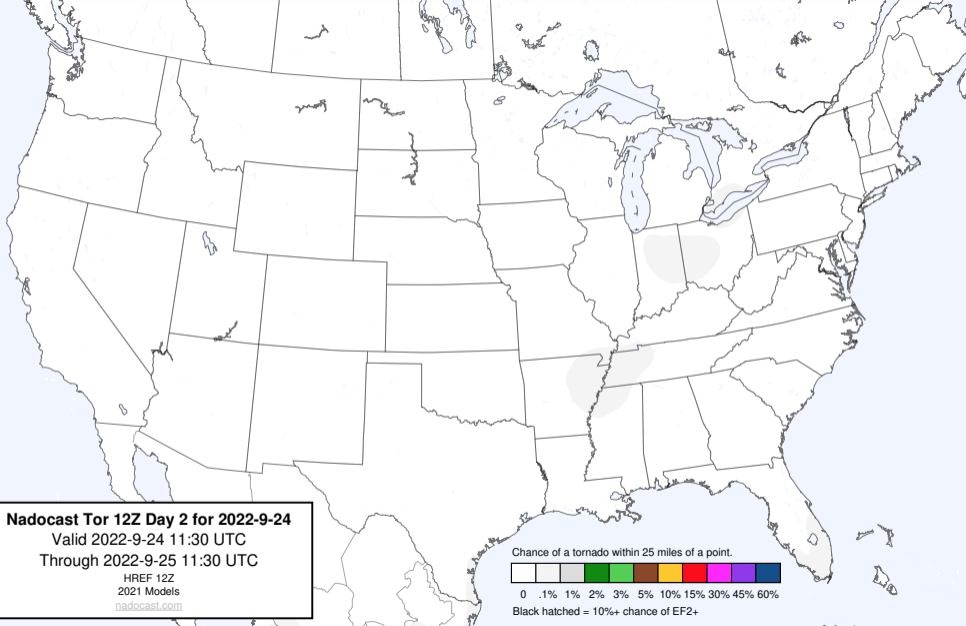 Nadocast Tor 12Z Day 2 for 2022-9-24
Valid 2022-9-24 11:30 UTC
Through 2022-9-25 11:30 UTC
HREF 12Z
2021 Models
nadocast.com
Chance of a tornado within 25 miles of a point.
0 .1% 1% 2% 3% 5% 10% 15% 30% 45% 60%
Black hatched = 10%+ chance of EF2+